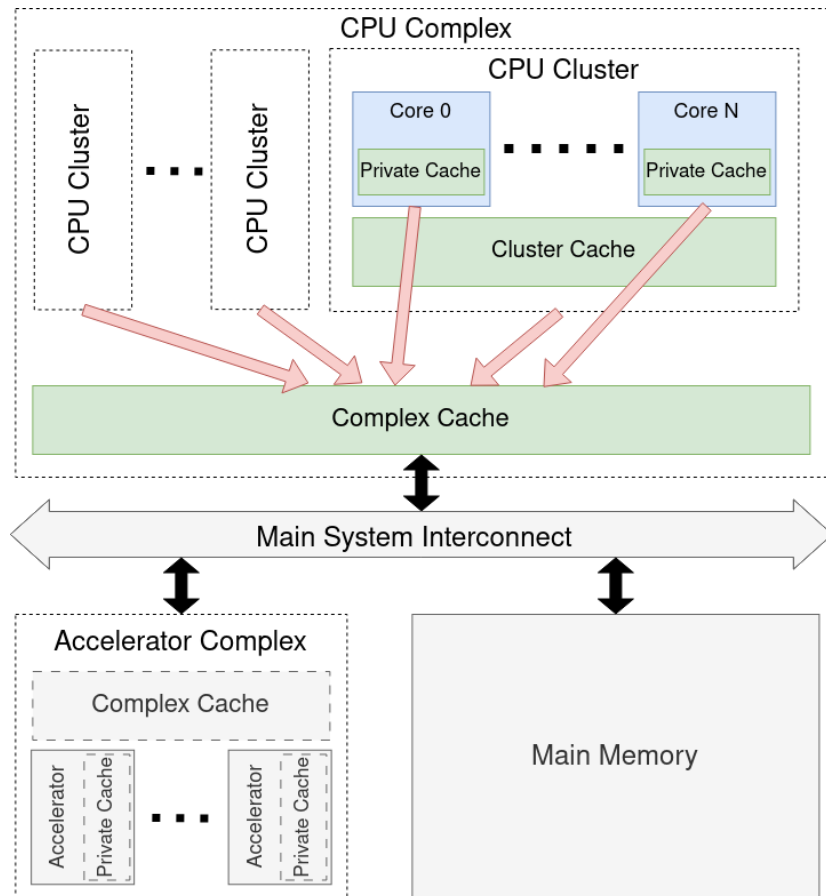 CPU Complex
CPU Cluster
CPU Cluster
CPU Cluster
Core 0
Core N
Private Cache
Private Cache
Cluster Cache
Complex Cache
Main System Interconnect
Accelerator Complex
Complex Cache
Accelerator
Private Cache
Accelerator
Private Cache
Main Memory